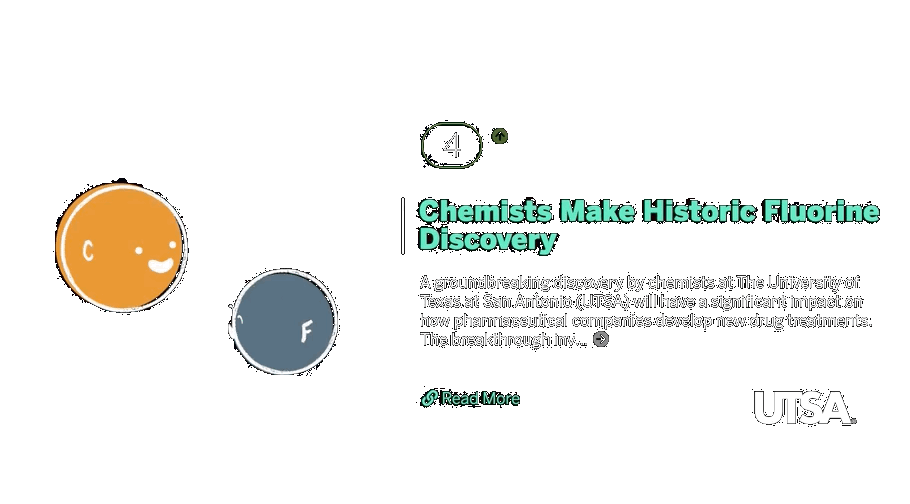 4
Chemists Make Historic Fluorine
Discovery
A groundbreaking discovery by chemists at The University of
Texas at San Antonio (UTSA) will have a significant impact on
how pharmaceutical companies develop new drug treatments.
The breakthrough inv...
C
F
Read More
UTSA